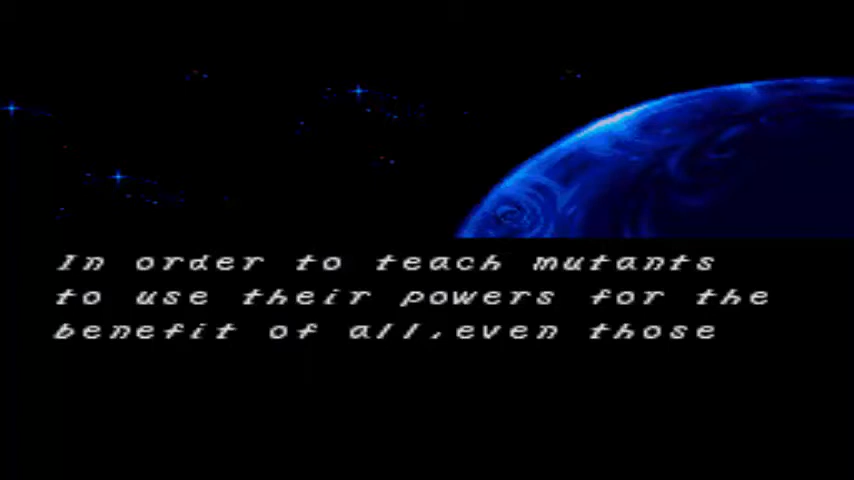 In order to teach mutants
to use their powers for the
benefit of all,even those